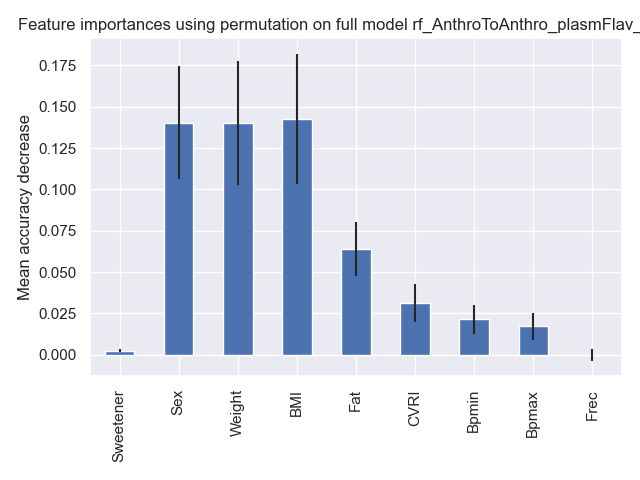 Feature importances using permutation on full model rf_AnthroToAnthro_plasmFlav_
Mean accuracy decrease
0.175
0.150
0.125
0.100
0.075
0.050
0.025
0.000
Sweetener
Sex
Weight
BMI
Fat
CVRI
Bpmin
Bpmax
Frec